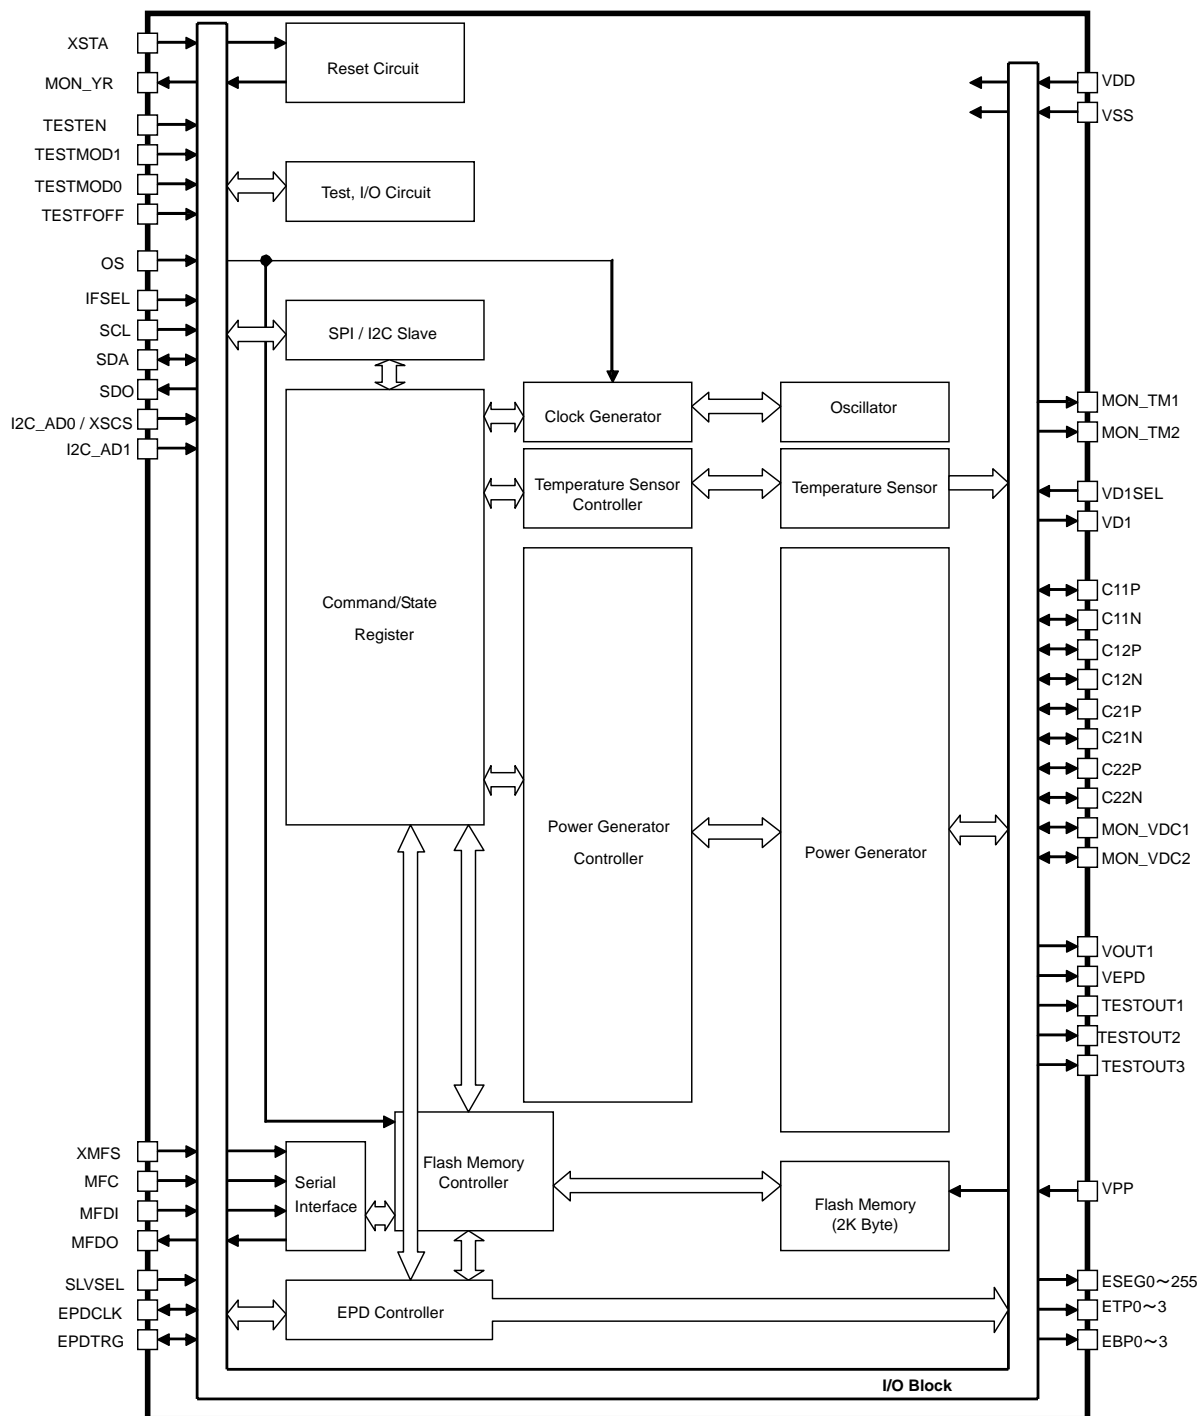 XSTA
MON_YR
TESTEN
TESTMOD1
TESTMOD0
TESTFOFF
OS
IFSEL
SCL
SDA
SDO
I2C_AD0 / XSCS
I2C_AD1
XMFS
MFC
MFDI
MFDO
SLVSEL
EPDCLK
EPDTRG
Reset Circuit
Test, I/O Circuit
SPI / I2C Slave
Command/State
Register
Clock Generator
Oscillator
Temperature Sensor
Controller
Temperature Sensor
Power Generator
Controller
Power Generator
Serial
Interface
Flash Memory
Controller
Flash Memory
(2K Byte)
EPD Controller
I/O Block
VDD
VSS
MON_TM1
MON_TM2
VD1SEL
VD1
C11P
C11N
C12P
C12N
C21P
C21N
C22P
C22N
MON_VDC1
MON_VDC2
VOUT1
VEPD
TESTOUT1
TESTOUT2
TESTOUT3
VPP
ESEG0～255
ETP0～3
EBP0～3